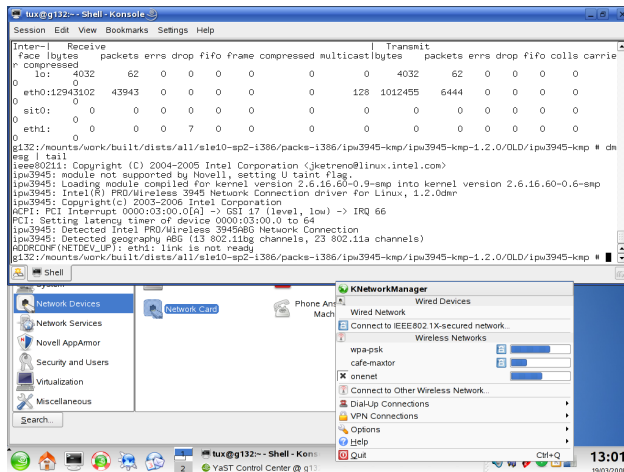 tux@g132:~ - Shell - Konsole
Session Edit View Bookmarks Settings Help
Inter-| Receive | Transmit
face |bytes packets errs drop fifo frame compressed multicast|bytes packets errs drop fifo colls carrie
r compressed
lo: 4032 62 0 0 0 0 0 0 4032 62 0 0 0 0
0 0
eth0:12943102 43943 0 0 0 0 0 128 1012455 6444 0 0 0 0
0 0
sit0: 0 0 0 0 0 0 0 0 0 0 0 0 0 0
0 0
eth1: 0 0 0 7 0 0 0 0 0 0 0 0 0 0
0 0
g132:/mounts/work/built/dists/all/sle10-sp2-i386/packs-i386/ipw3945-kmp/ipw3945-kmp-1.2.0/OLD/ipw3945-kmp # dm
esg | tail
ieee80211: Copyright (C) 2004-2005 Intel Corporation <jketreno@linux.intel.com>
ipw3945: module not supported by Novell, setting U taint flag.
ipw3945: Loading module compiled for kernel version 2.6.16.60-0.9-smp into kernel version 2.6.16.60-0.6-smp
ipw3945: Intel(R) PRO/Wireless 3945 Network Connection driver for Linux, 1.2.0dmr
ipw3945: Copyright(c) 2003-2006 Intel Corporation
ACPI: PCI Interrupt 0000:03:00.0[A] -> GSI 17 (level, low) -> IRQ 66
PCI: Setting latency timer of device 0000:03:00.0 to 64
ipw3945: Detected Intel PRO/Wireless 3945ABG Network Connection
ipw3945: Detected geography ABG (13 802.11bg channels, 23 802.11a channels)
ADDRCONF(NETDEV_UP): eth1: link is not ready
g132:/mounts/work/built/dists/all/sle10-sp2-i386/packs-i386/ipw3945-kmp/ipw3945-kmp-1.2.0/OLD/ipw3945-kmp #
Shell
System
Network Devices
Network Services
Novell AppArmor
Security and Users
Virtualization
Miscellaneous
Search...
Network Card
Phone Ans
Mach
KNetworkManager
Wired Devices
Wired Network
Connect to IEEE802.1X-secured network...
Wireless Networks
wpa-psk
cafe-maxtor
onenet
Connect to Other Wireless Network...
Dial-Up Connections
VPN Connections
Options
Help
Quit Ctrl+Q
1
2
tux@g132:~ - Shell - Kons
YaST Control Center @ g13
13:01